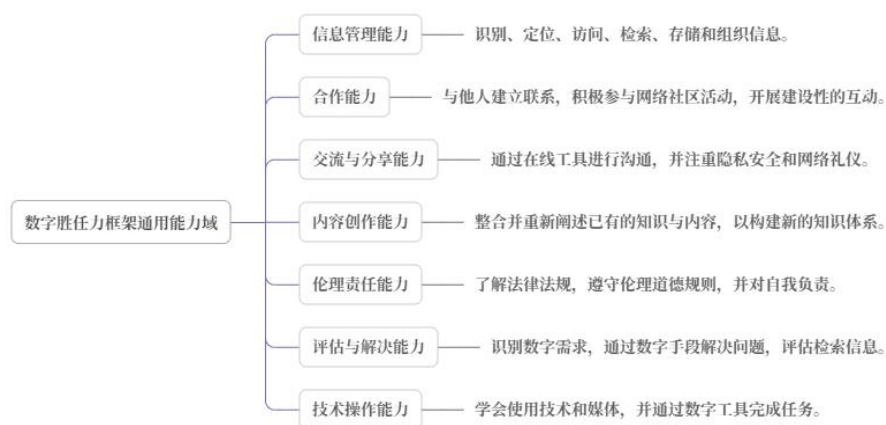 数字胜任力框架通用能力域
信息管理能力
识别、定位、访问、检索、存储和组织信息。
合作能力
与他人建立联系，积极参与网络社区活动，开展建设性的互动。
交流与分享能力
通过在线工具进行沟通，并注重隐私安全和网络礼仪。
内容创作能力
整合并重新阐述已有的知识与内容，以构建新的知识体系。
伦理责任能力
了解法律法规，遵守伦理道德规则，并对自我负责。
评估与解决能力
识别数字需求，通过数字手段解决问题，评估检索信息。
技术操作能力
学会使用技术和媒体，并通过数字工具完成任务。